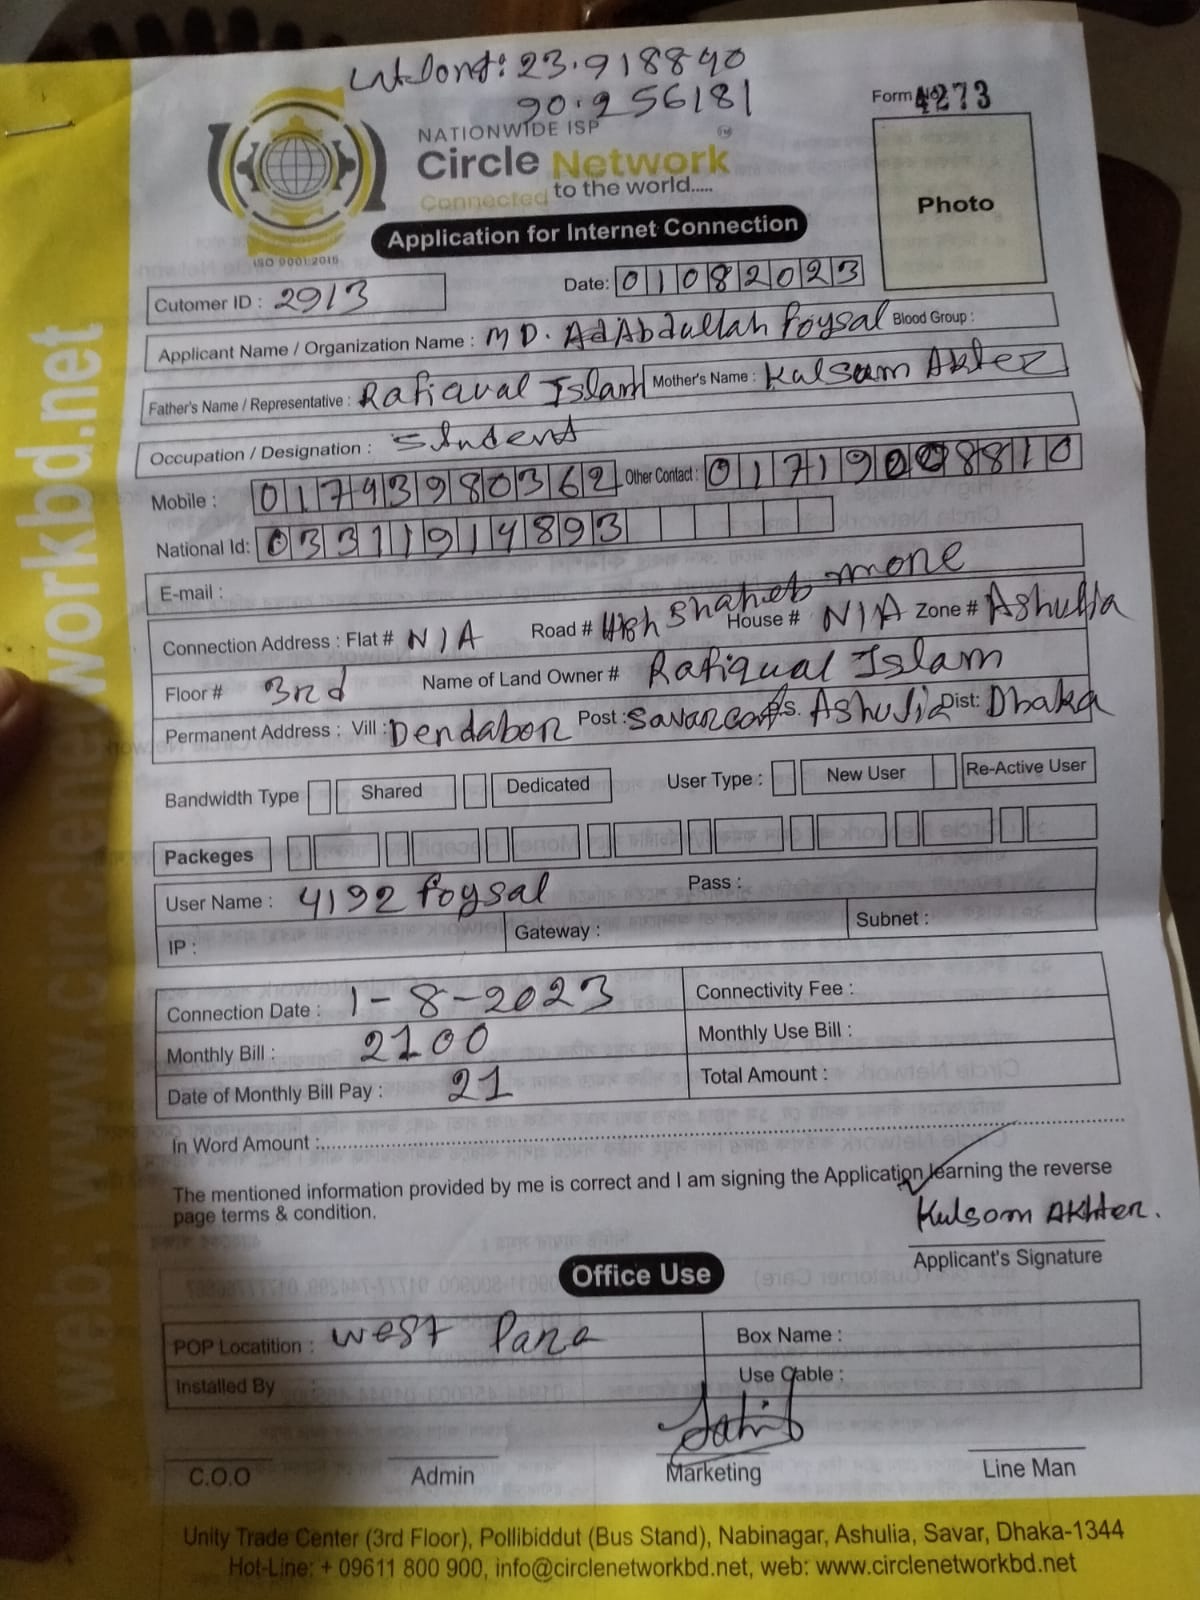 Lat Long: 23.918890
90.256181
Form No. 4273
NATIONWIDE ISP
Circle Network
Connected to the world.....
ISO 9001:2015
Photo
Application for Internet Connection
Date: 01082023
Cutomer ID : 2913
Applicant Name / Organization Name : MD. Abdullah Foysal Blood Group :
Father's Name / Representative : Rafiqual Islam Mother's Name : Kulsum Akter
Occupation / Designation : Student
Mobile : 01743980362 Other Contact : 01719008810
National Id: 03311914893
E-mail :
Connection Address : Flat # N/A Road # High Shaheb mone House # N/A Zone # Ashulia
Floor # 3rd Name of Land Owner # Rafiqual Islam
Permanent Address : Vill : Dendabor Post : Savar P.S. Ashulia Dist: Dhaka
Bandwidth Type Shared Dedicated User Type : New User Re-Active User
Packeges
User Name : 4192 foysal Pass :
IP : Gateway : Subnet :
Connection Date : 1-8-2023 Connectivity Fee :
Monthly Bill : 2100 Monthly Use Bill :
Date of Monthly Bill Pay : 21 Total Amount :
In Word Amount :
The mentioned information provided by me is correct and I am signing the Application learning the reverse
page terms & condition.
Kulsom AKhter.
Applicant's Signature
Office Use
POP Locatition : West Para Box Name :
Installed By Use Cable :
C.O.O Admin Marketing Line Man
Unity Trade Center (3rd Floor), Pollibiddut (Bus Stand), Nabinagar, Ashulia, Savar, Dhaka-1344
Hot-Line: + 09611 800 900, info@circlenetworkbd.net, web: www.circlenetworkbd.net
web: www.circlenetworkbd.net